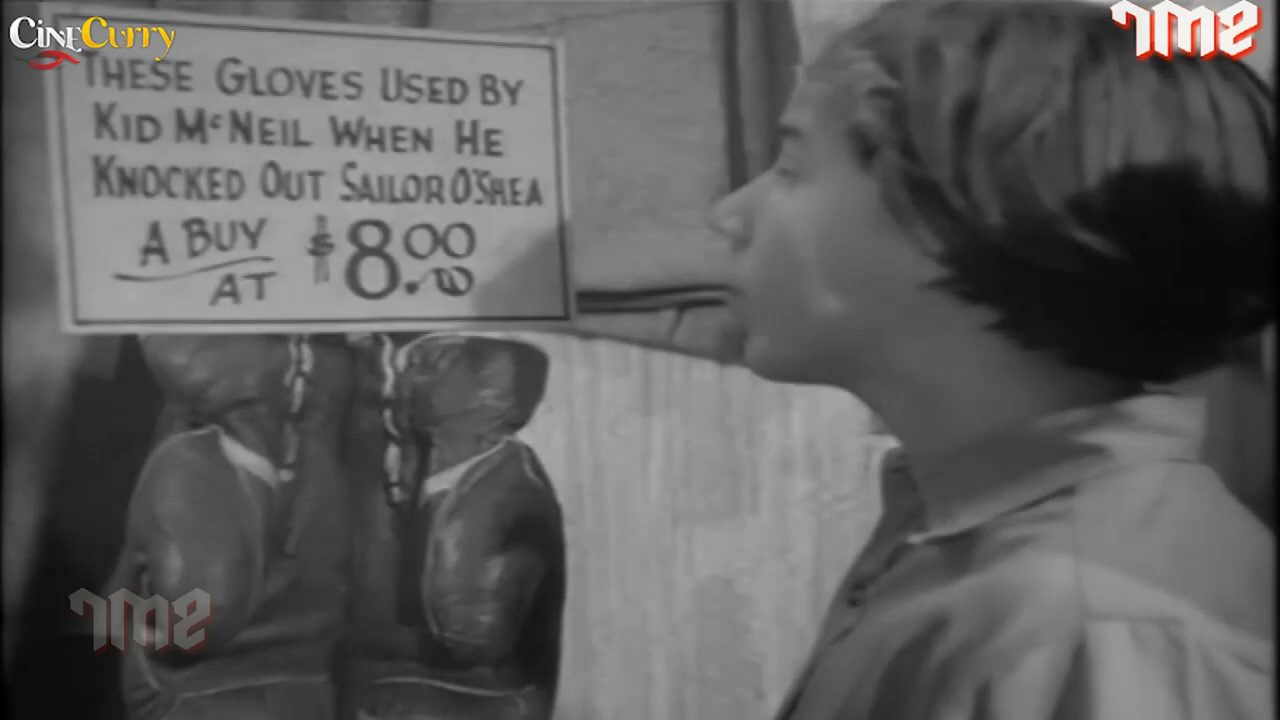 CINECURRY
THESE GLOVES USED BY
KID McNEIL WHEN HE
KNOCKED OUT SAILOR O'SHEA
A BUY
AT $8.00